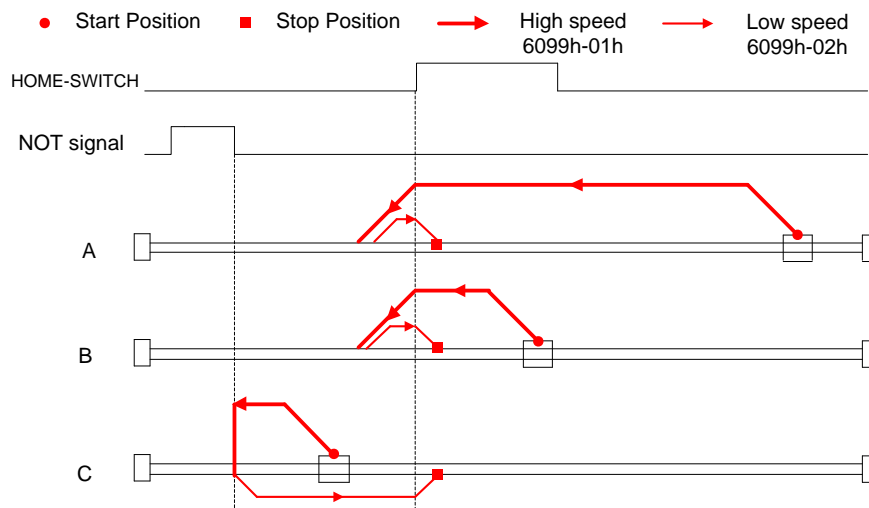 Start Position Stop Position High speed Low speed
6099h-01h 6099h-02h
HOME-SWITCH
NOT signal
A
B
C